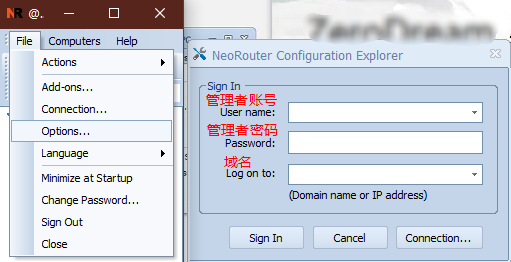 NR @..
File Computers Help
Actions
Add-ons...
Connection...
Options...
Language
Minimize at Startup
Change Password...
Sign Out
Close
ZeroDream
NeoRouter Configuration Explorer
Sign In
管理者账号
User name:
管理者密码
Password:
域名
Log on to:
(Domain name or IP address)
Sign In Cancel Connection...